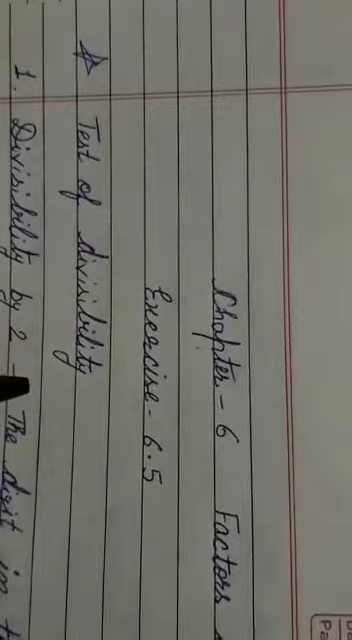 Chapter - 6 Factors
Exercise - 6.5
☆ Test of divisibility
1. Divisibility by 2 - The digit in